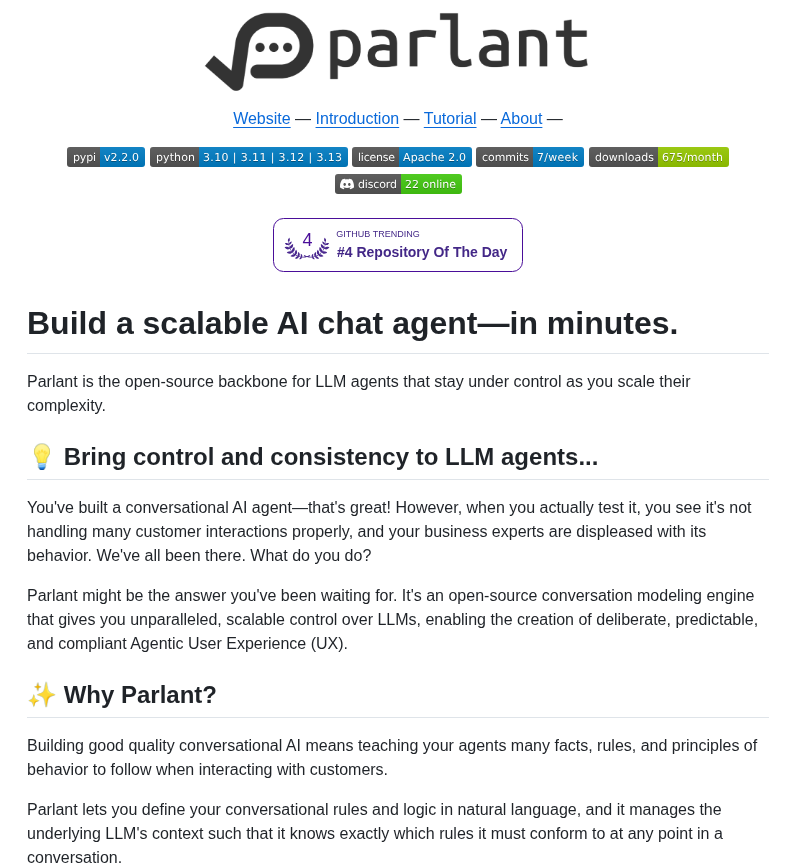 parlant
Website — Introduction — Tutorial — About —
pypi v2.2.0 python 3.10 | 3.11 | 3.12 | 3.13 license Apache 2.0 commits 7/week downloads 675/month
discord 22 online
4 GITHUB TRENDING
#4 Repository Of The Day
Build a scalable AI chat agent—in minutes.
Parlant is the open-source backbone for LLM agents that stay under control as you scale their
complexity.
💡 Bring control and consistency to LLM agents...
You've built a conversational AI agent—that's great! However, when you actually test it, you see it's not
handling many customer interactions properly, and your business experts are displeased with its
behavior. We've all been there. What do you do?
Parlant might be the answer you've been waiting for. It's an open-source conversation modeling engine
that gives you unparalleled, scalable control over LLMs, enabling the creation of deliberate, predictable,
and compliant Agentic User Experience (UX).
✨ Why Parlant?
Building good quality conversational AI means teaching your agents many facts, rules, and principles of
behavior to follow when interacting with customers.
Parlant lets you define your conversational rules and logic in natural language, and it manages the
underlying LLM's context such that it knows exactly which rules it must conform to at any point in a
conversation.